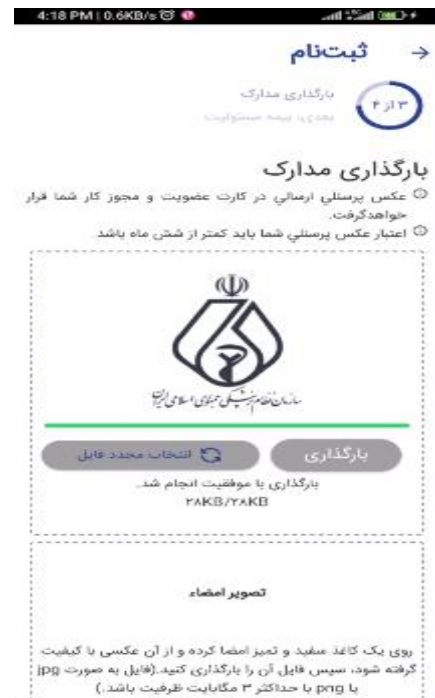 4:18 PM | 0.6KB/s
ثبت‌نام
۳ از ۴
بارگذاری مدارک
بعدی: بیمه مسئولیت
بارگذاری مدارک
عکس پرسنلي ارسالي در کارت عضویت و مجوز کار شما قرار
خواهدگرفت.
اعتبار عکس پرسنلي شما باید کمتر از شش ماه باشد.
سازمان نظام پزشکی جمهوری اسلامی ایران
بارگذاری
انتخاب مجدد فایل
بارگذاری با موفقیت انجام شد.
۲۸KB/۲۸KB
تصویر امضاء
روی یک کاغذ سفید و تمیز امضا کرده و از آن عکسی با کیفیت
گرفته شود، سپس فایل آن را بارگذاری کنید.(فایل به صورت jpg
یا png با حداکثر ۳ مگابایت ظرفیت باشد.)